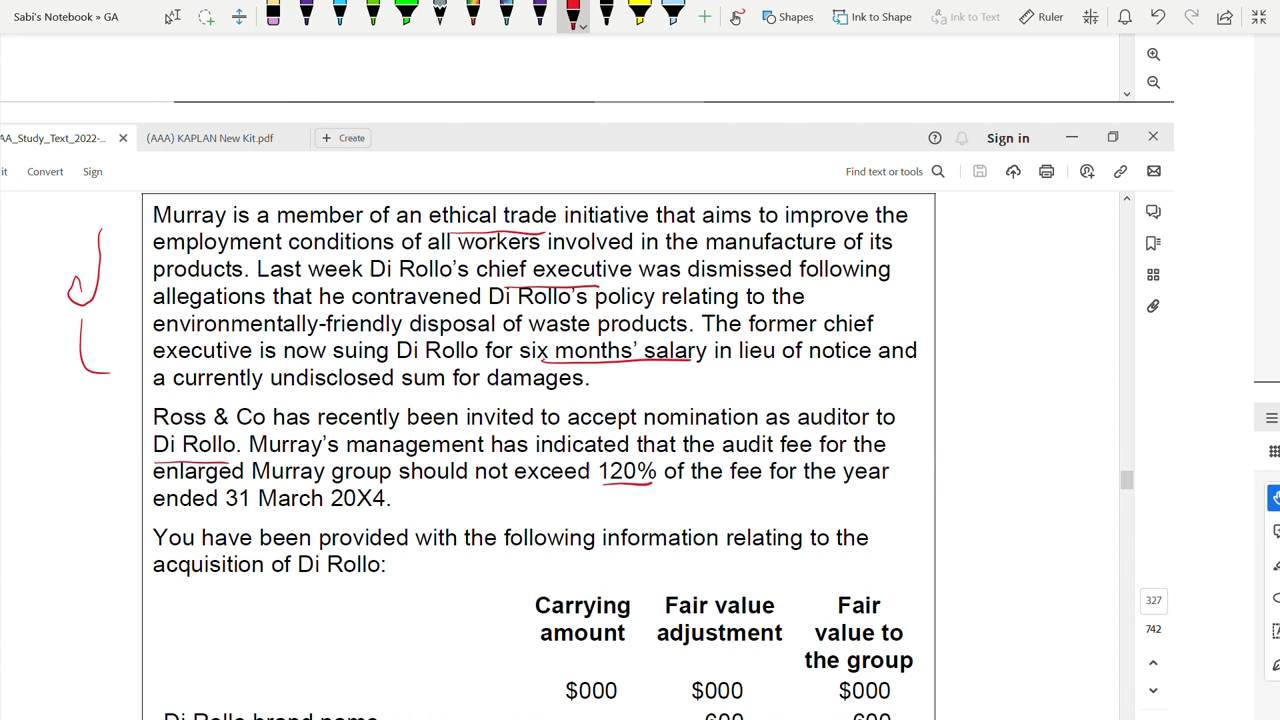 Sabi's Notebook » GA
Shapes
Ink to Shape
Ink to Text
Ruler
AA_Study_Text_2022-...
(AAA) KAPLAN New Kit.pdf
Create
Sign in
it
Convert
Sign
Find text or tools
Murray is a member of an ethical trade initiative that aims to improve the
employment conditions of all workers involved in the manufacture of its
products. Last week Di Rollo's chief executive was dismissed following
allegations that he contravened Di Rollo's policy relating to the
environmentally-friendly disposal of waste products. The former chief
executive is now suing Di Rollo for six months' salary in lieu of notice and
a currently undisclosed sum for damages.
Ross & Co has recently been invited to accept nomination as auditor to
Di Rollo. Murray's management has indicated that the audit fee for the
enlarged Murray group should not exceed 120% of the fee for the year
ended 31 March 20X4.
You have been provided with the following information relating to the
acquisition of Di Rollo:
Carrying Fair value Fair
amount adjustment value to
the group
$000 $000 $000
Di Rollo brand name 600 600
327
742